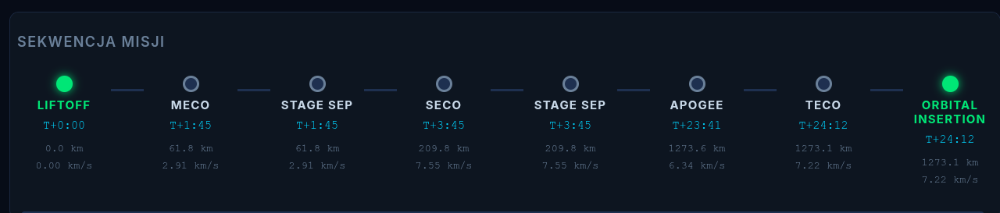 SEKWENCJA MISJI
LIFTOFF
T+0:00
0.0 km
0.00 km/s
MECO
T+1:45
61.8 km
2.91 km/s
STAGE SEP
T+1:45
61.8 km
2.91 km/s
SECO
T+3:45
209.8 km
7.55 km/s
STAGE SEP
T+3:45
209.8 km
7.55 km/s
APOGEE
T+23:41
1273.6 km
6.34 km/s
TECO
T+24:12
1273.1 km
7.22 km/s
ORBITAL
INSERTION
T+24:12
1273.1 km
7.22 km/s